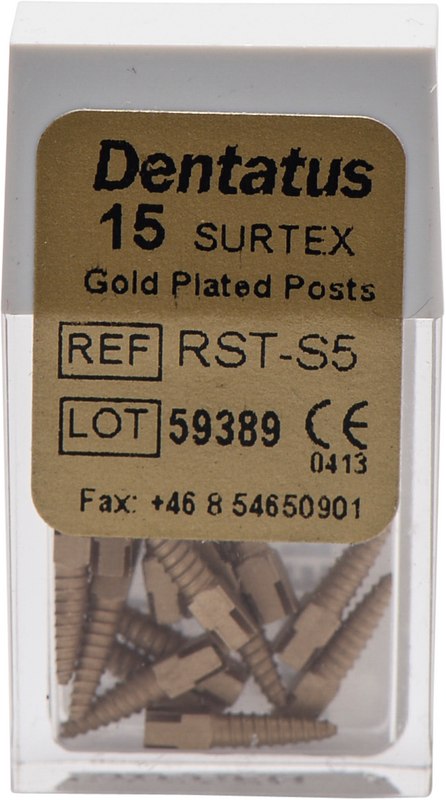 Dentatus
15 SURTEX
Gold Plated Posts
REF RST-S5
LOT 59389 CE
0413
Fax: +46 8 54650901